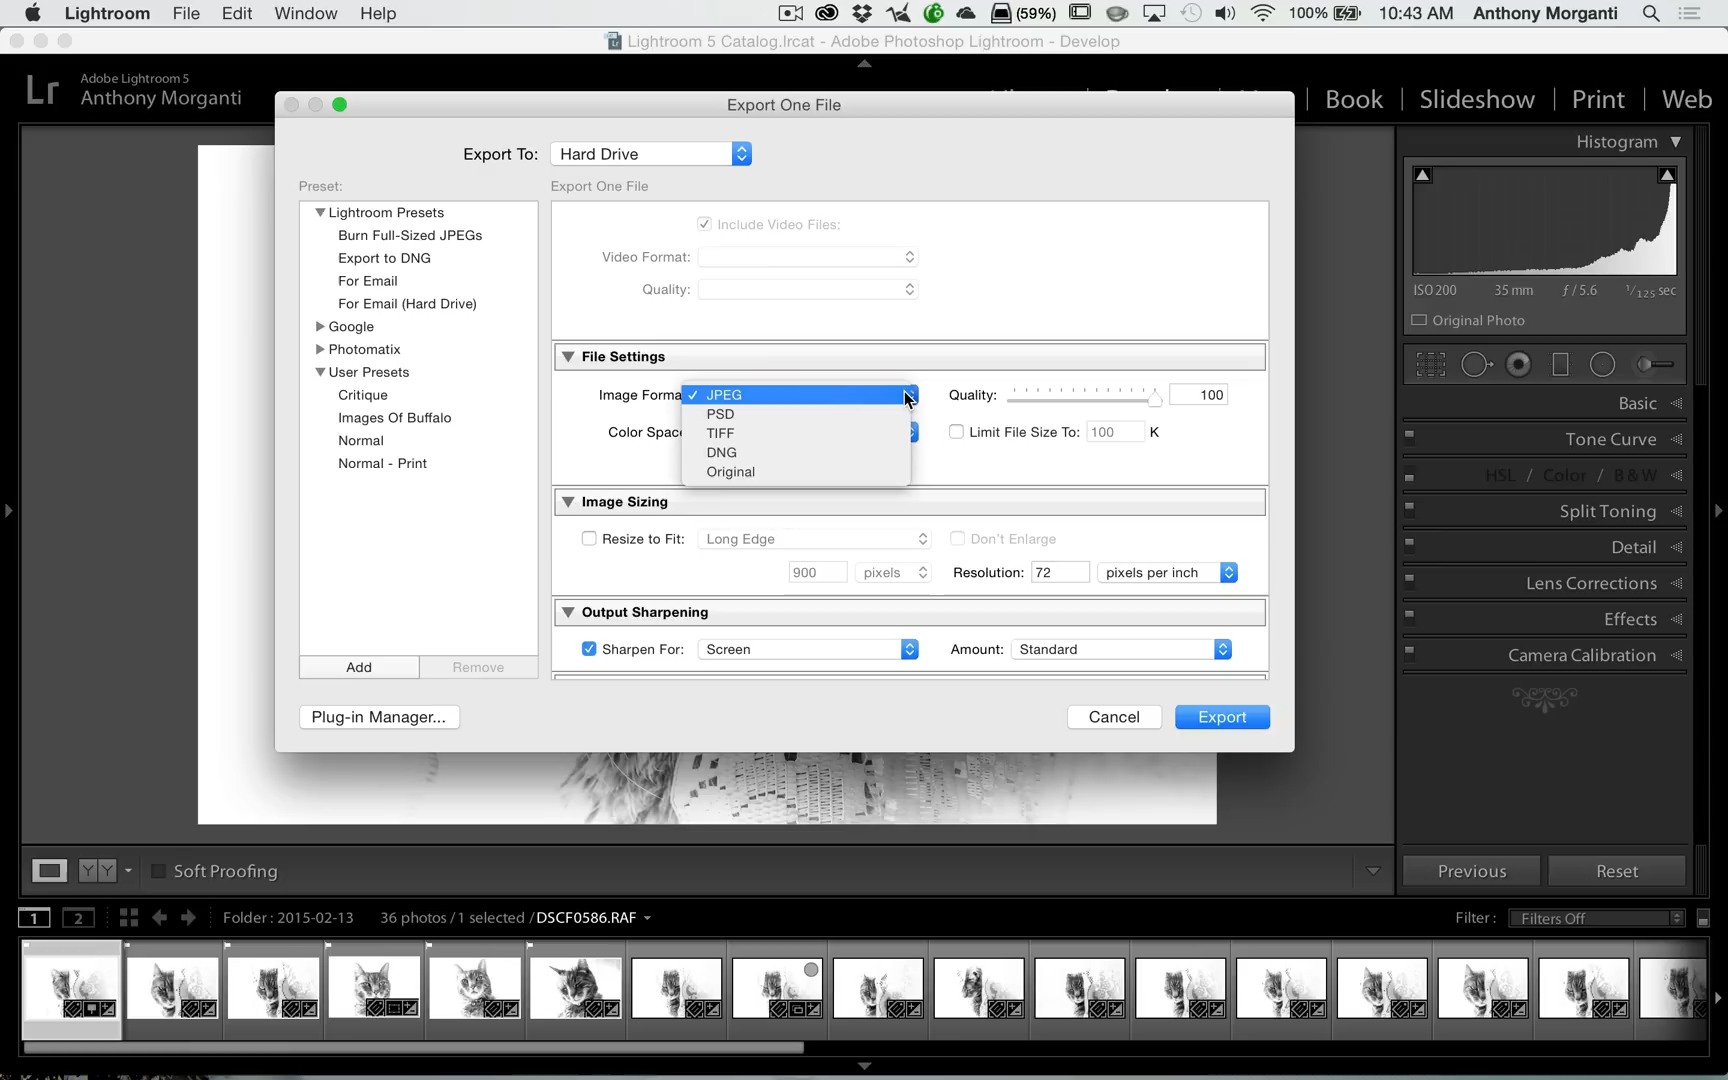 Lightroom File Edit Window Help (59%) 100% 10:43 AM Anthony Morganti
Lightroom 5 Catalog.lrcat - Adobe Photoshop Lightroom - Develop
Lr Adobe Lightroom 5
Anthony Morganti
Book | Slideshow | Print | Web
Export One File
Export To: Hard Drive
Preset:
Lightroom Presets
Burn Full-Sized JPEGs
Export to DNG
For Email
For Email (Hard Drive)
Google
Photomatix
User Presets
Critique
Images Of Buffalo
Normal
Normal - Print
Add Remove
Plug-in Manager...
Export One File
Include Video Files:
Video Format:
Quality:
File Settings
Image Forma JPEG Quality: 100
PSD
Color Spac TIFF Limit File Size To: 100 K
DNG
Original
Image Sizing
Resize to Fit: Long Edge Don't Enlarge
900 pixels Resolution: 72 pixels per inch
Output Sharpening
Sharpen For: Screen Amount: Standard
Cancel Export
Histogram
ISO 200 35 mm ƒ / 5.6 1/125 sec
Original Photo
Basic
Tone Curve
HSL / Color / B & W
Split Toning
Detail
Lens Corrections
Effects
Camera Calibration
Previous Reset
YY Soft Proofing
1 2 Folder : 2015-02-13 36 photos / 1 selected / DSCF0586.RAF Filter : Filters Off